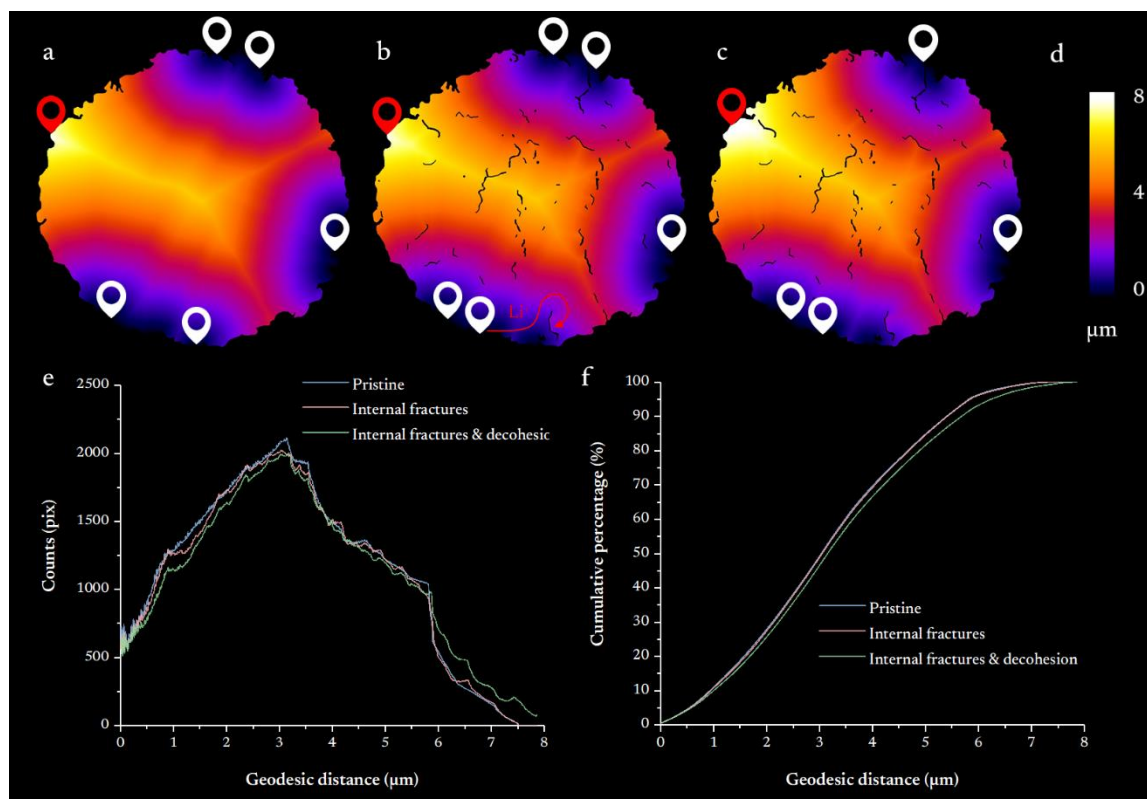 a
b
c
d
8
4
0
μm
Li
e
f
2500
2000
1500
1000
500
0
Counts (pix)
Pristine
Internal fractures
Internal fractures & decohesic
0 1 2 3 4 5 6 7 8
Geodesic distance (μm)
100
90
80
70
60
50
40
30
20
10
0
Cumulative percentage (%)
Pristine
Internal fractures
Internal fractures & decohesion
0 1 2 3 4 5 6 7 8
Geodesic distance (μm)